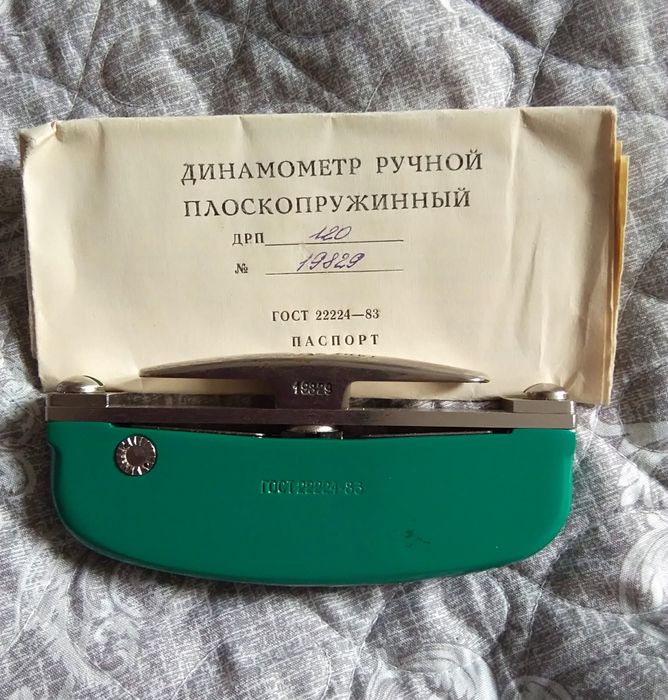 ДИНАМОМЕТР РУЧНОЙ
ПЛОСКОПРУЖИННЫЙ
ДРП 120
№ 19829
ГОСТ 22224—83
ПАСПОРТ
19829
ГОСТ 22224-83